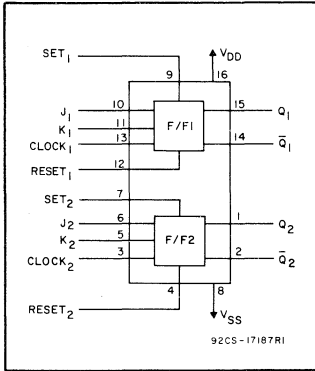 SET1
VDD
9 16
J1 10 15 Q1
K1 11 F/F1
CLOCK1 13 14 Q̅1
RESET1 12
SET2 7
J2 6 1 Q2
K2 5 F/F2
CLOCK2 3 2 Q̅2
4 8
RESET2 VSS
92CS-17187R1